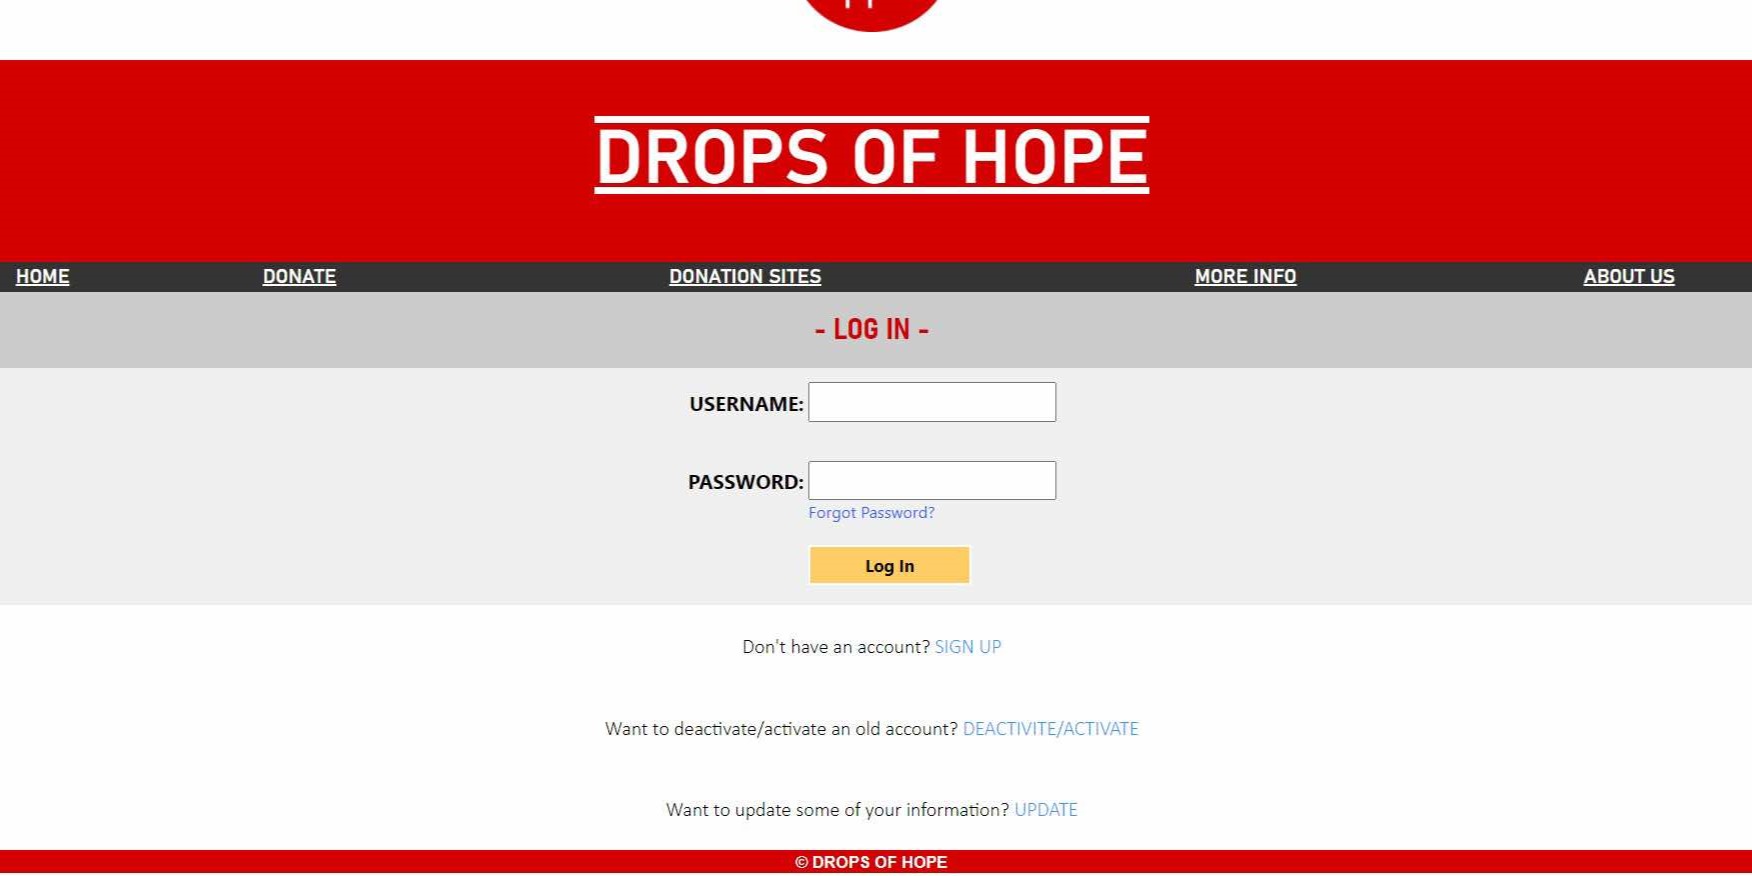 DROPS OF HOPE
HOME DONATE DONATION SITES MORE INFO ABOUT US
- LOG IN -
USERNAME:
PASSWORD:
Forgot Password?
Log In
Don't have an account? SIGN UP
Want to deactivate/activate an old account? DEACTIVITE/ACTIVATE
Want to update some of your information? UPDATE
© DROPS OF HOPE